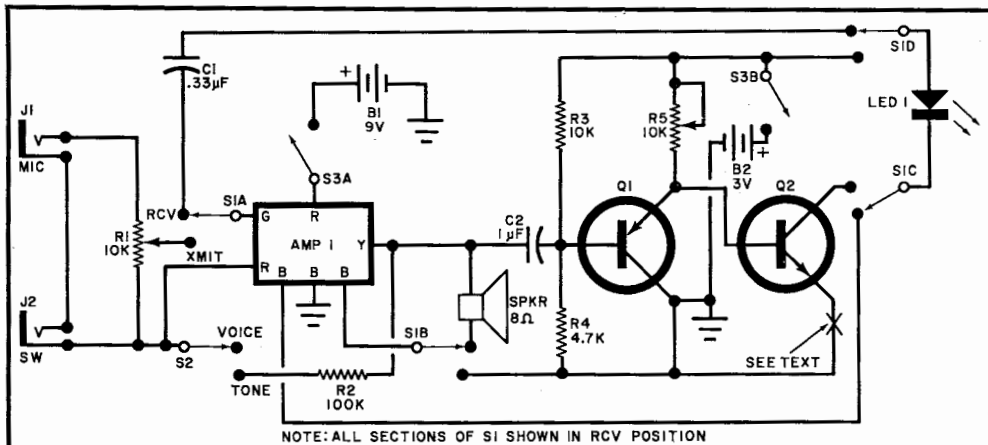 C1
.33µF
J1
MIC
RCV
R1
10K
XMIT
J2
SW
S2
VOICE
TONE
R2
100K
S1A
G
R
AMP 1
Y
R
B
B
B
+
B1
9V
S3A
S1B
SPKR
8Ω
C2
1µF
R3
10K
R4
4.7K
R5
10K
Q1
S3B
B2
3V
+
Q2
SEE TEXT
S1D
LED 1
S1C
NOTE: ALL SECTIONS OF S1 SHOWN IN RCV POSITION